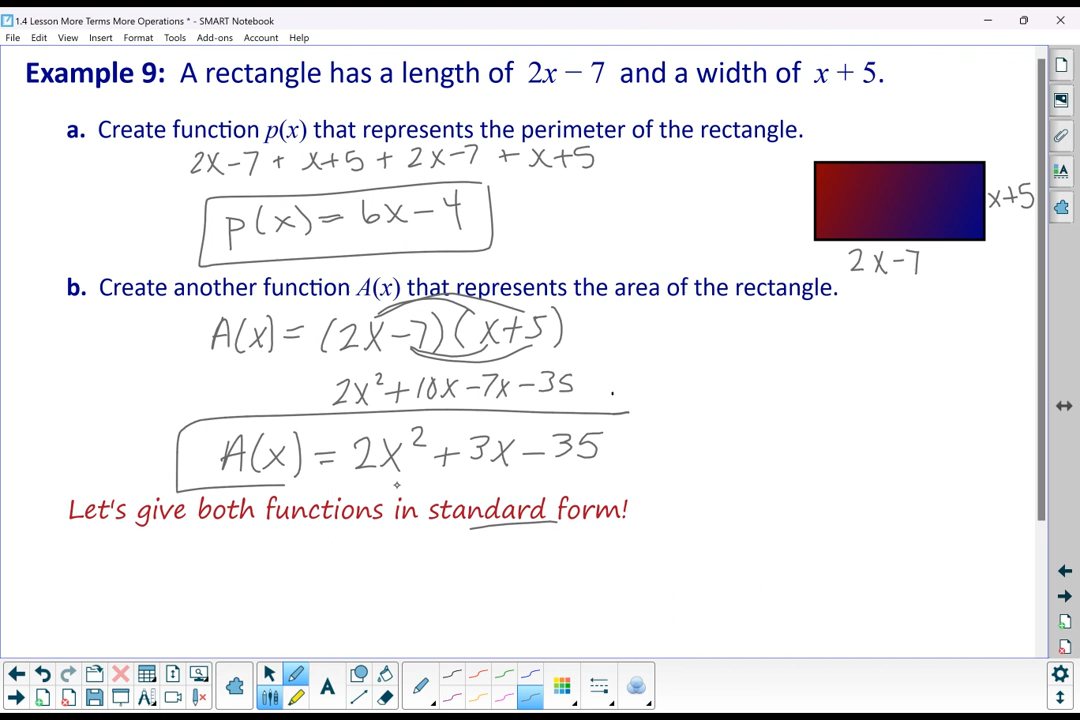 1.4 Lesson More Terms More Operations * - SMART Notebook
File Edit View Insert Format Tools Add-ons Account Help
Example 9: A rectangle has a length of 2x − 7 and a width of x + 5.
a. Create function p(x) that represents the perimeter of the rectangle.
2x-7 + x+5 + 2x-7 + x+5
p(x) = 6x-4
x+5
2x-7
b. Create another function A(x) that represents the area of the rectangle.
A(x) = (2x-7)(x+5)
2x²+10x-7x-35
A(x) = 2x²+3x-35
Let's give both functions in standard form!